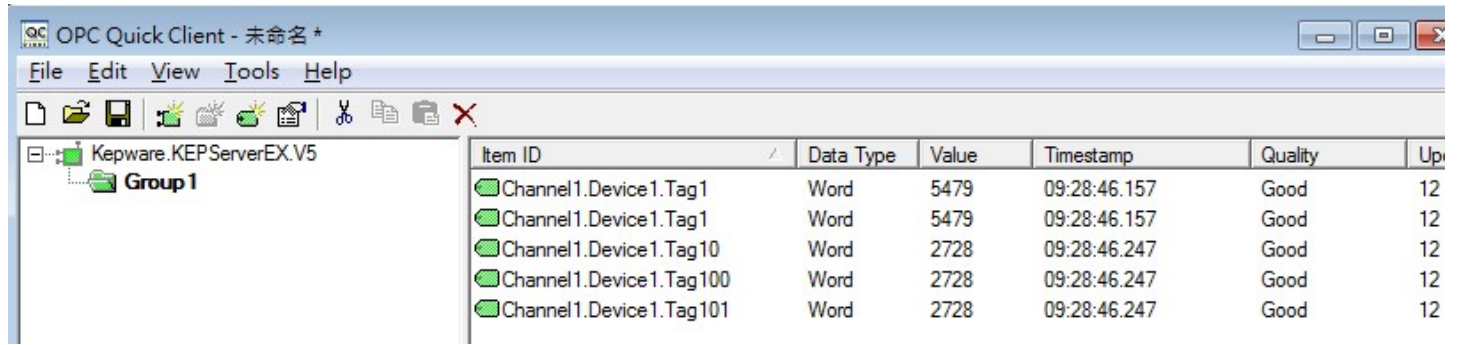 OPC Quick Client - 未命名 *
File Edit View Tools Help
Kepware.KEPServerEX.V5
Group1
Item ID Data Type Value Timestamp Quality
Channel1.Device1.Tag1 Word 5479 09:28:46.157 Good 12
Channel1.Device1.Tag1 Word 5479 09:28:46.157 Good 12
Channel1.Device1.Tag10 Word 2728 09:28:46.247 Good 12
Channel1.Device1.Tag100 Word 2728 09:28:46.247 Good 12
Channel1.Device1.Tag101 Word 2728 09:28:46.247 Good 12